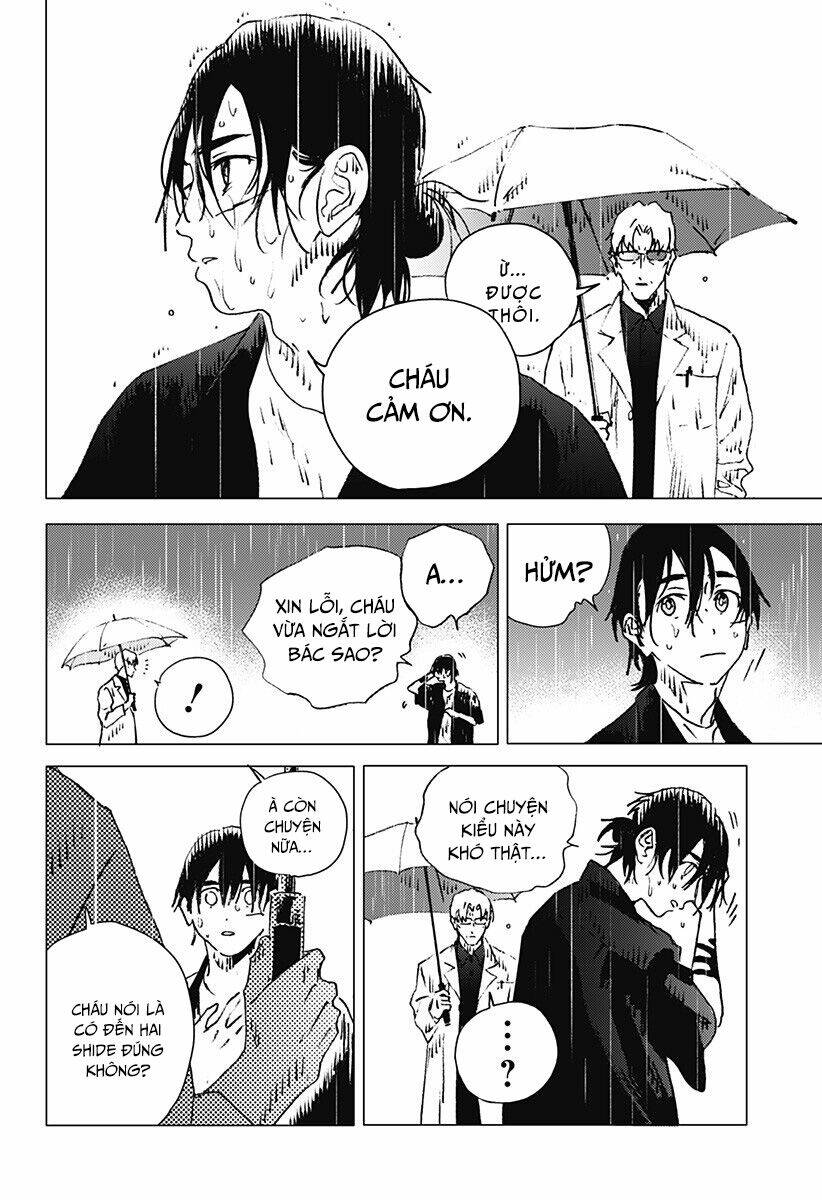 Ừ...
ĐƯỢC
THÔI.
CHÁU
CẢM ƠN.
HỬM?
A...
XIN LỖI, CHÁU
VỪA NGẮT LỜI
BÁC SAO?
!
NÓI CHUYỆN
KIỂU NÀY
KHÓ THẬT...
...?
À CÒN
CHUYỆN
NỮA...
CHÁU NÓI LÀ
CÓ ĐẾN HAI
SHIDE ĐÚNG
KHÔNG?